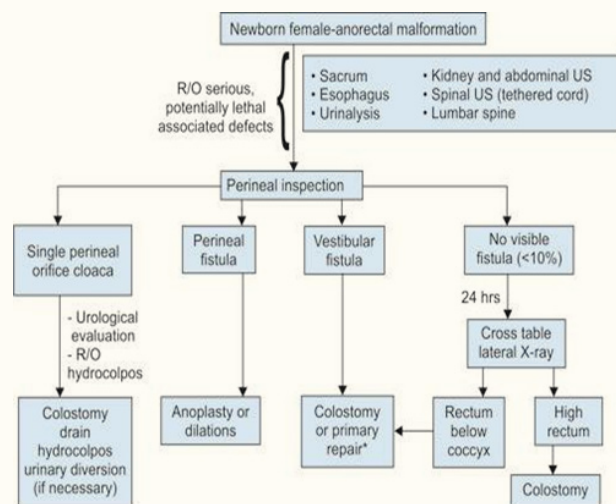 Newborn female-anorectal malformation
R/O serious,
potentially lethal
associated defects
• Sacrum
• Esophagus
• Urinalysis
• Kidney and abdominal US
• Spinal US (tethered cord)
• Lumbar spine
Perineal inspection
Single perineal
orifice cloaca
Perineal
fistula
Vestibular
fistula
No visible
fistula (<10%)
- Urological
evaluation
- R/O
hydrocolpos
24 hrs
Cross table
lateral X-ray
Colostomy
drain
hydrocolpos
urinary diversion
(if necessary)
Anoplasty or
dilations
Colostomy
or primary
repair*
Rectum
below
coccyx
High
rectum
Colostomy